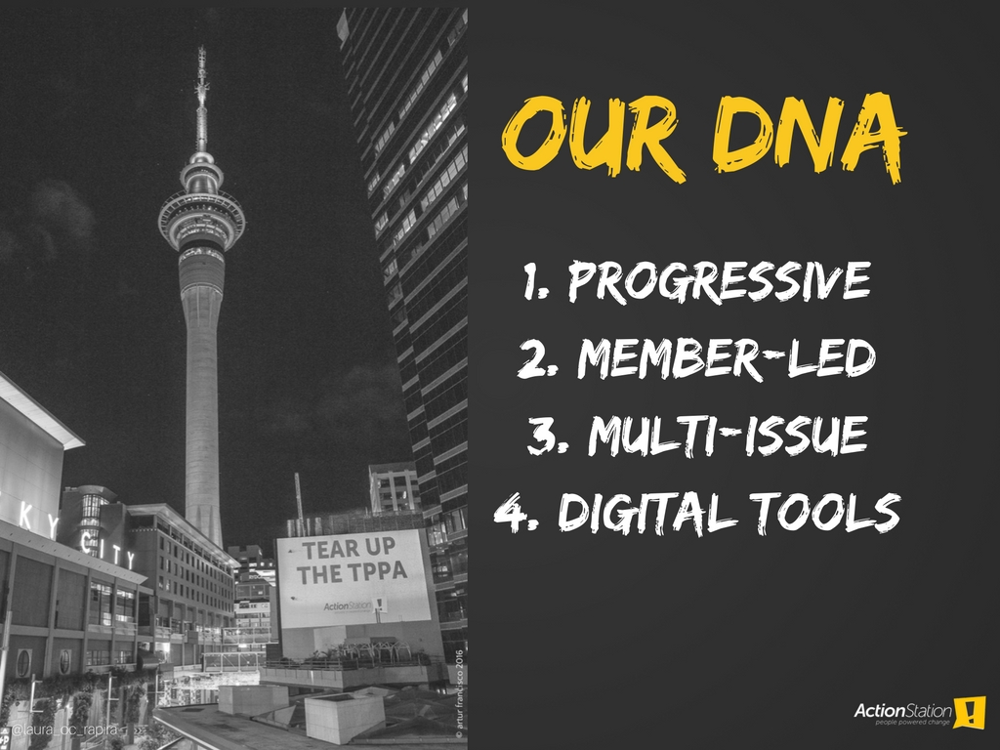 OUR DNA
1. PROGRESSIVE
2. MEMBER-LED
3. MULTI-ISSUE
4. DIGITAL TOOLS
KY CITY
TEAR UP
THE TPPA
ActionStation
@laura_oc_rapira
© artur francisco 2016
ActionStation
people powered change